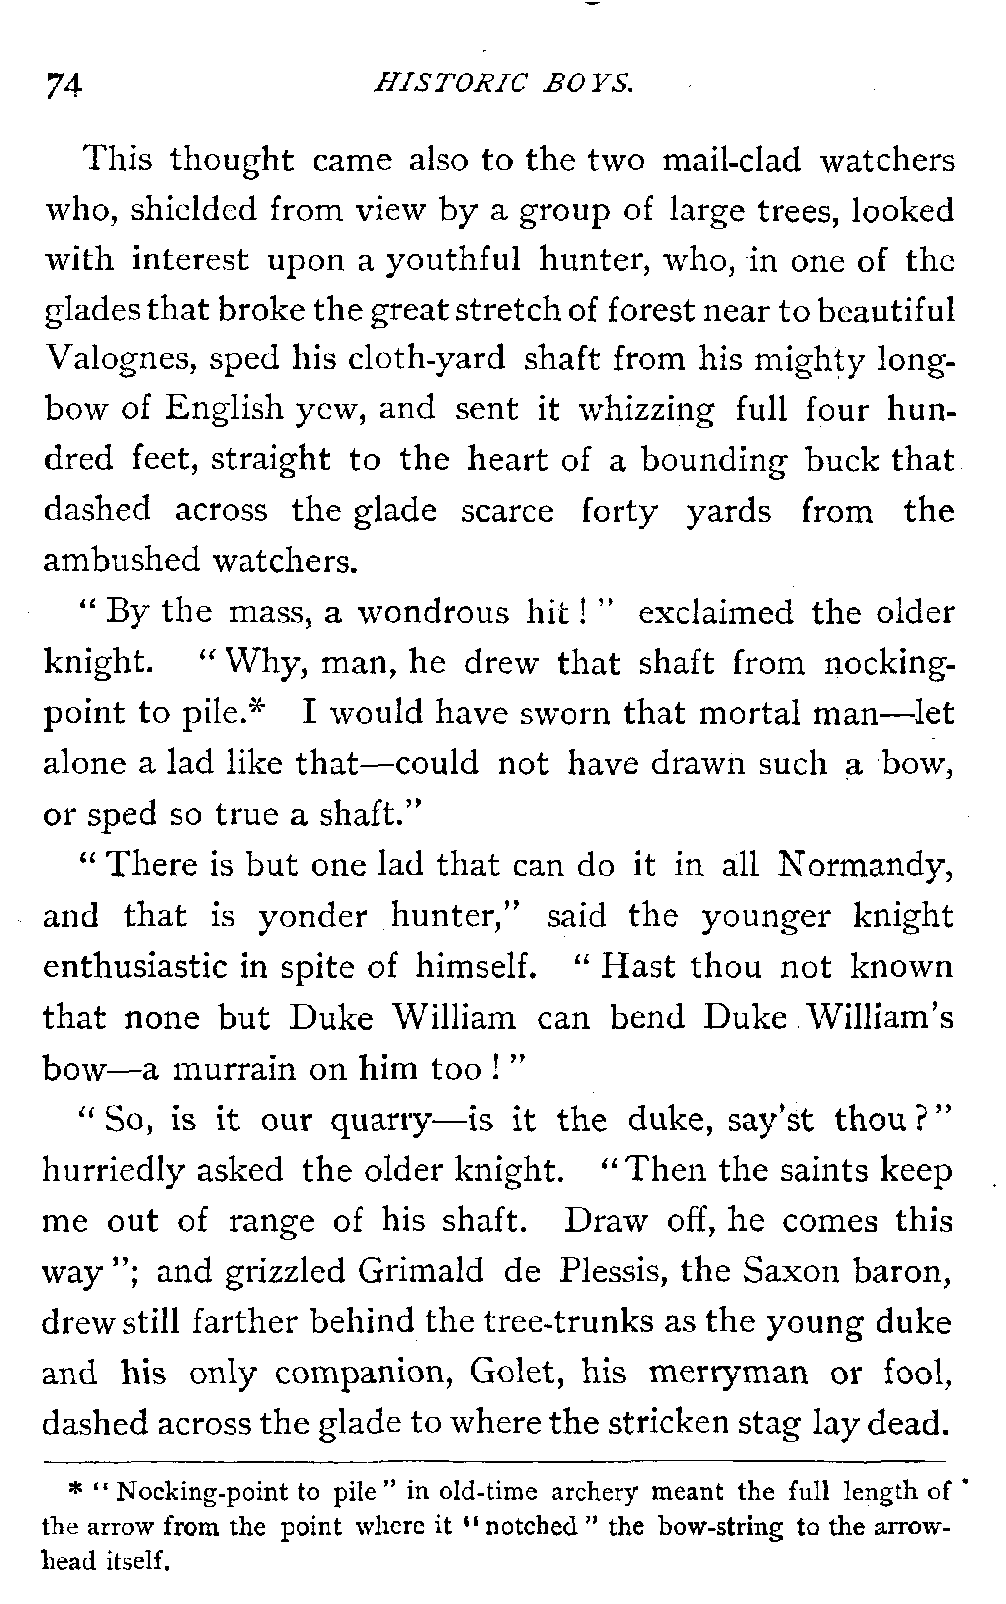 74 HISTORIC BOYS.
This thought came also to the two mail-clad watchers
who, shielded from view by a group of large trees, looked
with interest upon a youthful hunter, who, in one of the
glades that broke the great stretch of forest near to beautiful
Valognes, sped his cloth-yard shaft from his mighty long-
bow of English yew, and sent it whizzing full four hun-
dred feet, straight to the heart of a bounding buck that
dashed across the glade scarce forty yards from the
ambushed watchers.
" By the mass, a wondrous hit ! " exclaimed the older
knight. " Why, man, he drew that shaft from nocking-
point to pile.* I would have sworn that mortal man—let
alone a lad like that—could not have drawn such a bow,
or sped so true a shaft."
" There is but one lad that can do it in all Normandy,
and that is yonder hunter," said the younger knight
enthusiastic in spite of himself. " Hast thou not known
that none but Duke William can bend Duke William's
bow—a murrain on him too ! "
" So, is it our quarry—is it the duke, say'st thou ? "
hurriedly asked the older knight. " Then the saints keep
me out of range of his shaft. Draw off, he comes this
way "; and grizzled Grimald de Plessis, the Saxon baron,
drew still farther behind the tree-trunks as the young duke
and his only companion, Golet, his merryman or fool,
dashed across the glade to where the stricken stag lay dead.
* " Nocking-point to pile " in old-time archery meant the full length of
the arrow from the point where it " notched " the bow-string to the arrow-
head itself.